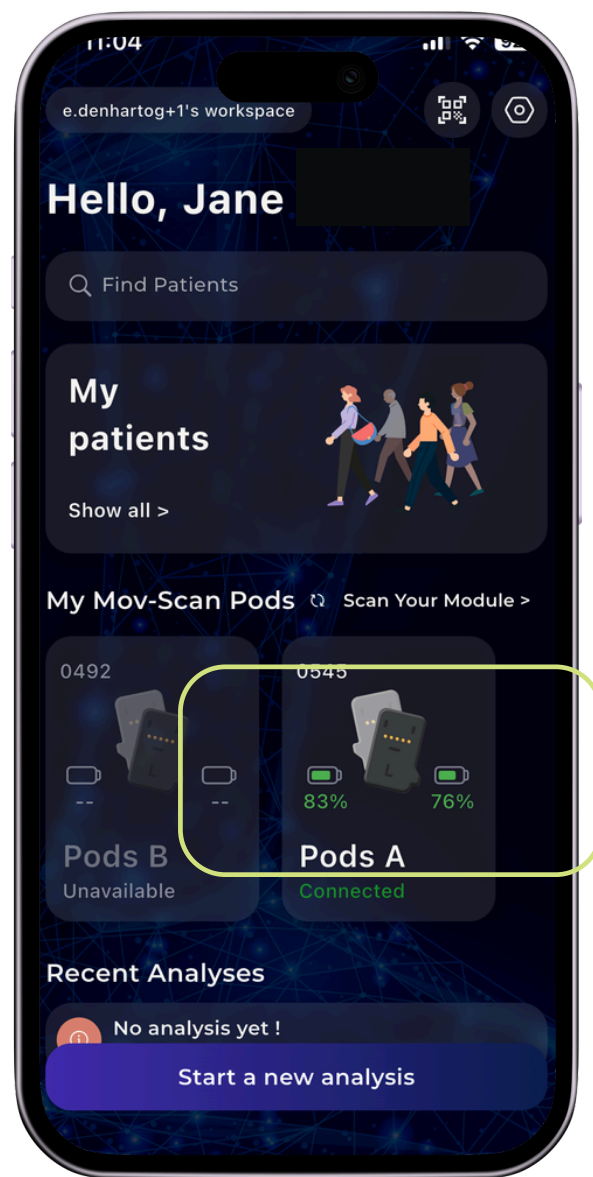 11:04
e.denhartog+1's workspace
Hello, Jane
Find Patients
My
patients
Show all >
My Mov-Scan Pods Scan Your Module >
0492 0545
L L
-- -- 83% 76%
Pods B Pods A
Unavailable Connected
Recent Analyses
No analysis yet !
Start a new analysis